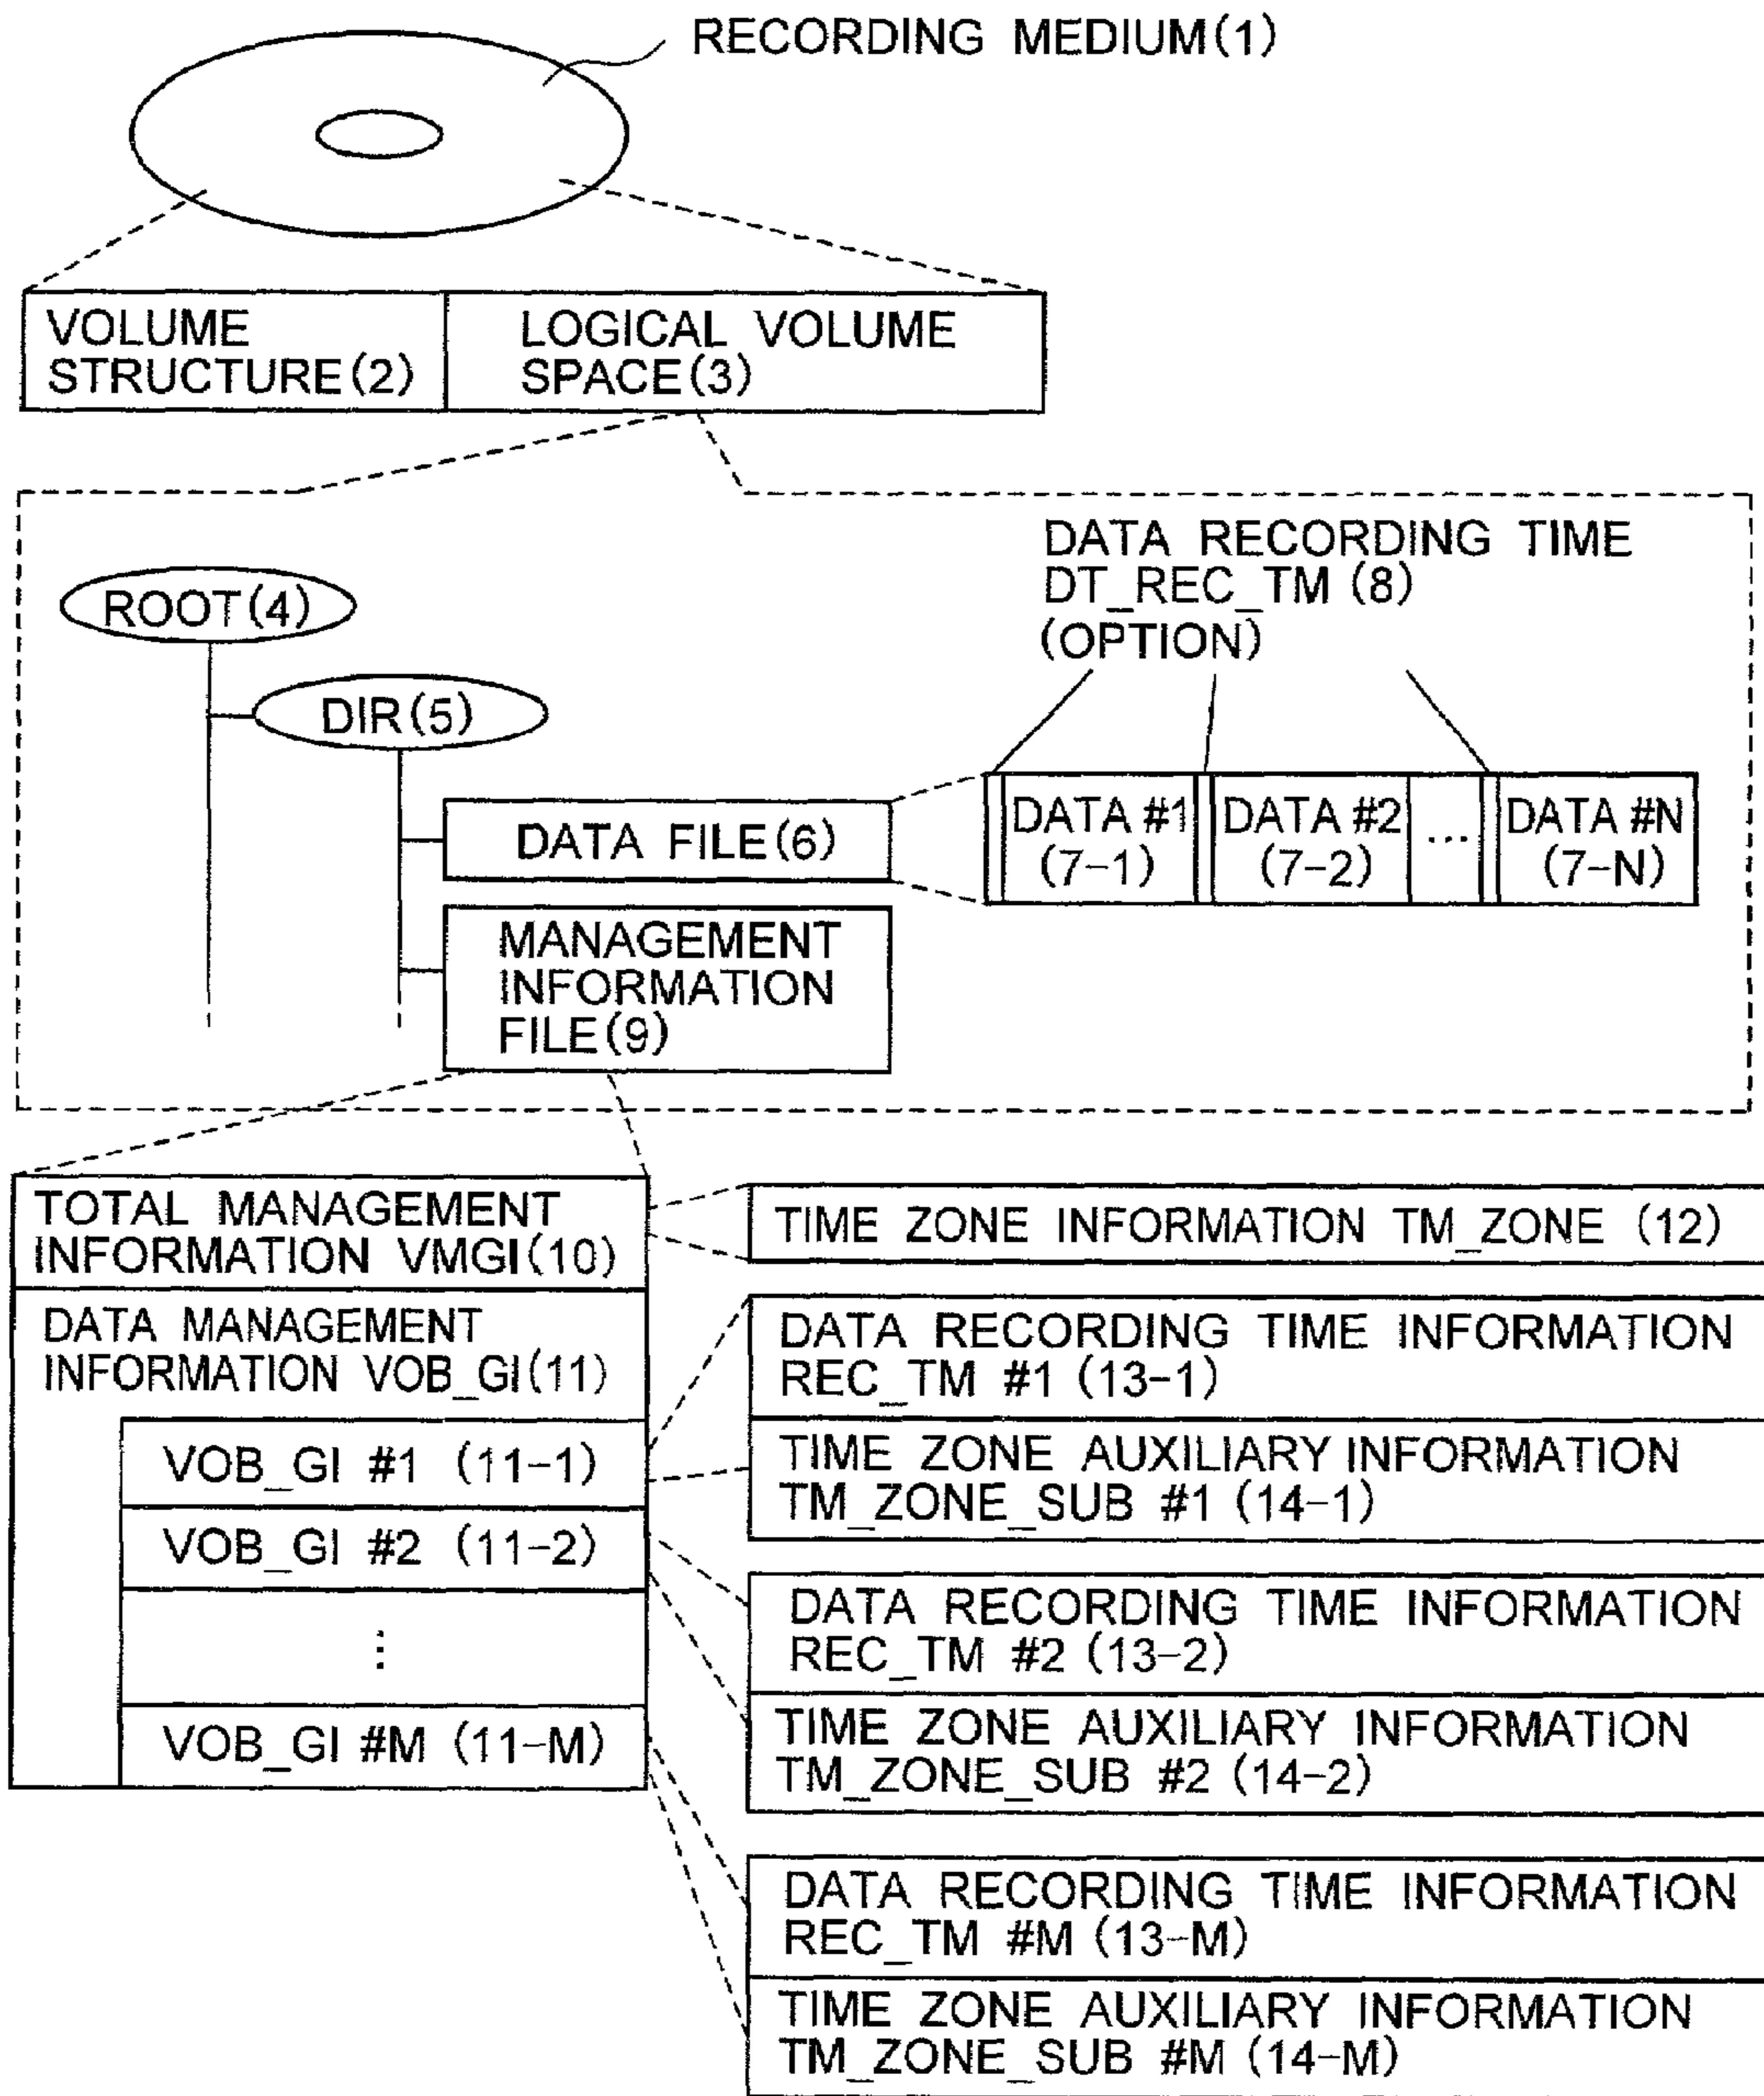 RECORDING MEDIUM(1)
VOLUME
STRUCTURE(2)
LOGICAL VOLUME
SPACE(3)
DATA RECORDING TIME
DT_REC_TM (8)
(OPTION)
ROOT(4)
DIR(5)
DATA FILE(6)
DATA #1
(7-1)
DATA #2
(7-2)
...
DATA #N
(7-N)
MANAGEMENT
INFORMATION
FILE(9)
TOTAL MANAGEMENT
INFORMATION VMGI(10)
DATA MANAGEMENT
INFORMATION VOB_GI(11)
VOB_GI #1 (11-1)
VOB_GI #2 (11-2)
⋮
VOB_GI #M (11-M)
TIME ZONE INFORMATION TM_ZONE (12)
DATA RECORDING TIME INFORMATION
REC_TM #1 (13-1)
TIME ZONE AUXILIARY INFORMATION
TM_ZONE_SUB #1 (14-1)
DATA RECORDING TIME INFORMATION
REC_TM #2 (13-2)
TIME ZONE AUXILIARY INFORMATION
TM_ZONE_SUB #2 (14-2)
DATA RECORDING TIME INFORMATION
REC_TM #M (13-M)
TIME ZONE AUXILIARY INFORMATION
TM_ZONE_SUB #M (14-M)